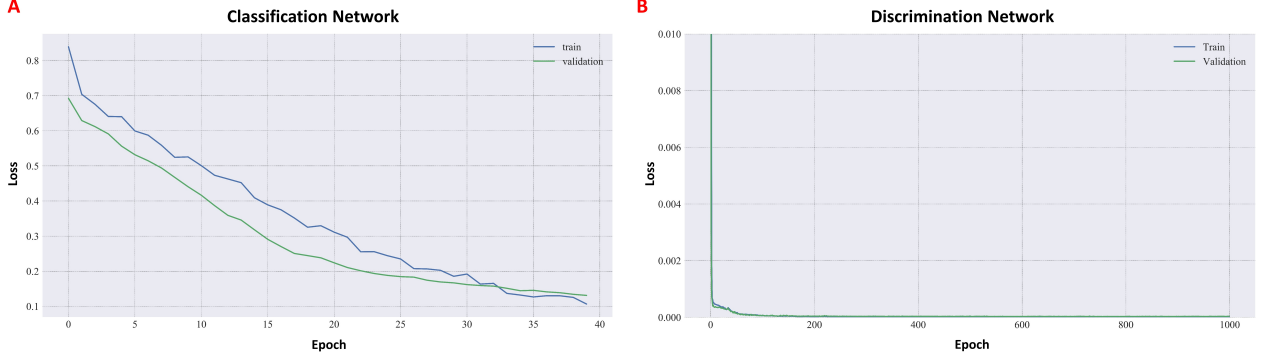 A
Classification Network
train
validation
0.8
0.7
0.6
0.5
0.4
0.3
0.2
0.1
Loss
0 5 10 15 20 25 30 35 40
Epoch
B
Discrimination Network
Train
Validation
0.010
0.008
0.006
0.004
0.002
0.000
Loss
0 200 400 600 800 1000
Epoch